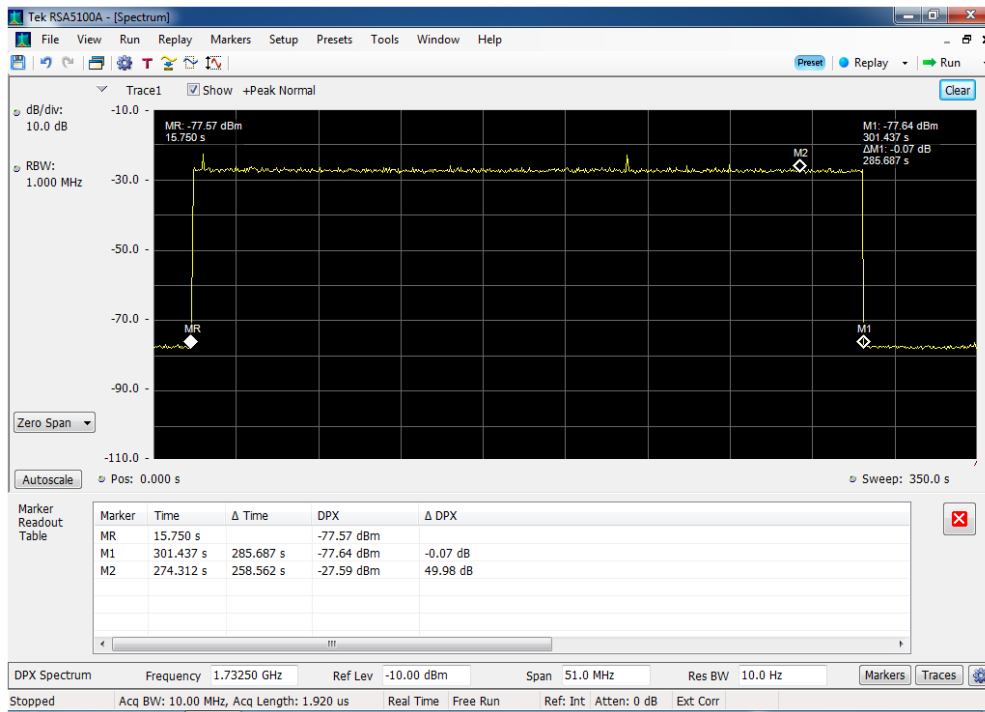 Tek RSA5100A - [Spectrum]
File View Run Replay Markers Setup Presets Tools Window Help
T Preset Replay Run
Trace1 Show +Peak Normal Clear
dB/div:
10.0 dB
RBW:
1.000 MHz
-10.0 -
-30.0 -
-50.0 -
-70.0 -
-90.0 -
-110.0 -
MR: -77.57 dBm
15.750 s
M1: -77.64 dBm
301.437 s
ΔM1: -0.07 dB
285.687 s
M2
MR
M1
Zero Span
Autoscale Pos: 0.000 s Sweep: 350.0 s
Marker
Readout
Table
Marker Time Δ Time DPX Δ DPX
MR 15.750 s -77.57 dBm
M1 301.437 s 285.687 s -77.64 dBm -0.07 dB
M2 274.312 s 258.562 s -27.59 dBm 49.98 dB
DPX Spectrum Frequency 1.73250 GHz Ref Lev -10.00 dBm Span 51.0 MHz Res BW 10.0 Hz Markers Traces
Stopped Acq BW: 10.00 MHz, Acq Length: 1.920 us Real Time Free Run Ref: Int Atten: 0 dB Ext Corr